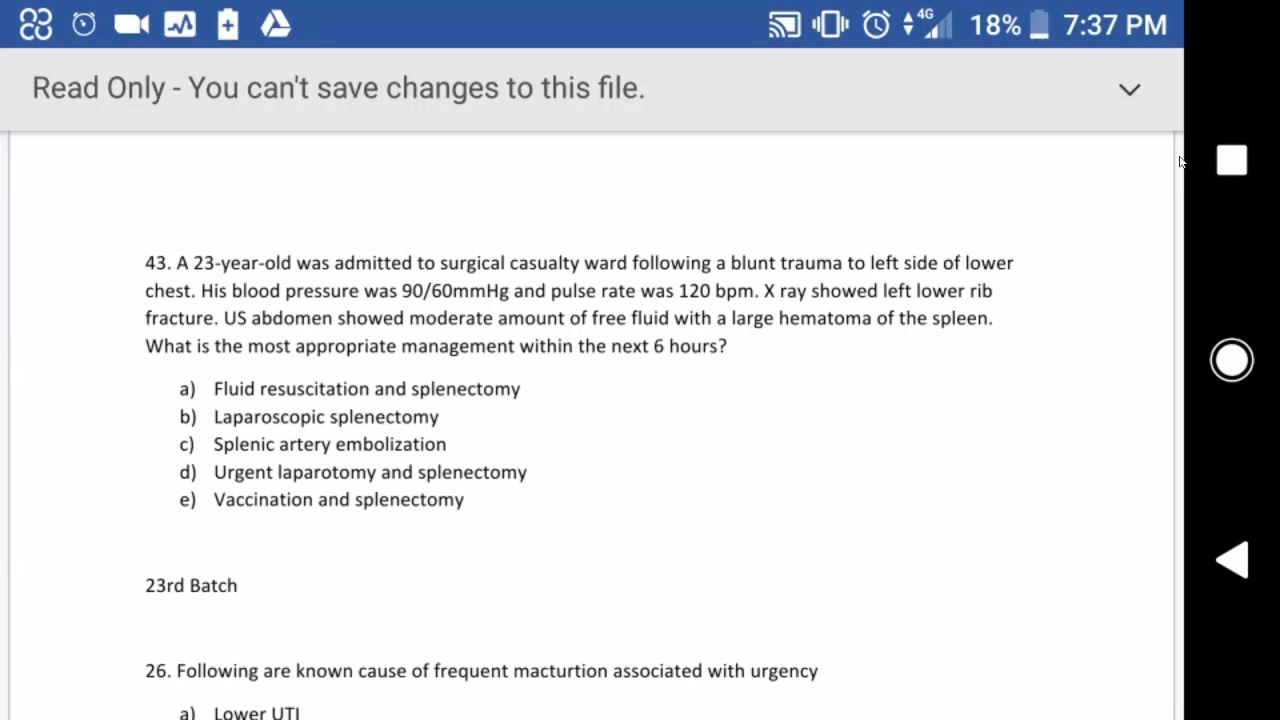 4G 18% 7:37 PM
Read Only - You can't save changes to this file.
43. A 23-year-old was admitted to surgical casualty ward following a blunt trauma to left side of lower
chest. His blood pressure was 90/60mmHg and pulse rate was 120 bpm. X ray showed left lower rib
fracture. US abdomen showed moderate amount of free fluid with a large hematoma of the spleen.
What is the most appropriate management within the next 6 hours?
a) Fluid resuscitation and splenectomy
b) Laparoscopic splenectomy
c) Splenic artery embolization
d) Urgent laparotomy and splenectomy
e) Vaccination and splenectomy
23rd Batch
26. Following are known cause of frequent macturtion associated with urgency
a) Lower UTI